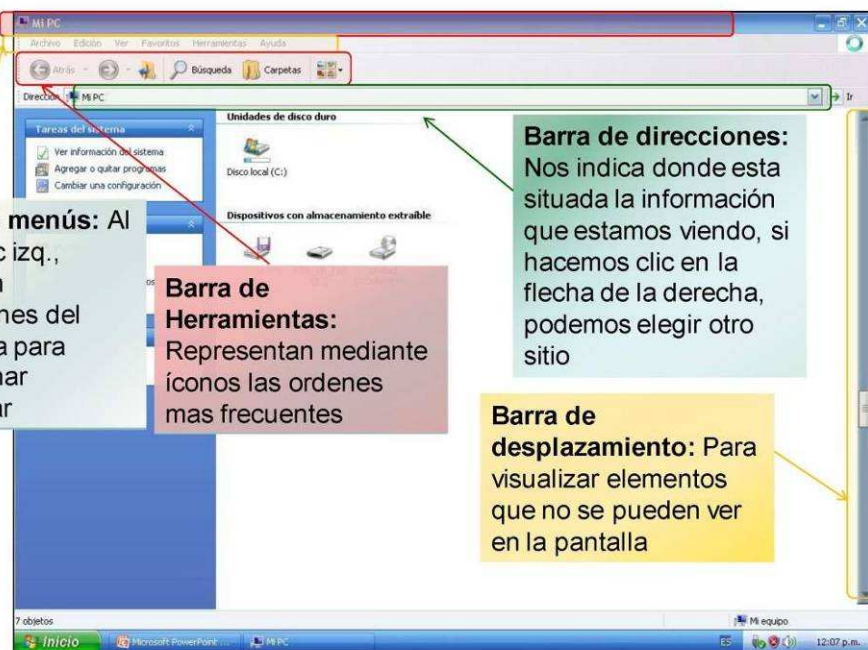 Mi PC
Archivo Edición Ver Favoritos Herramientas Ayuda
Atrás
Búsqueda
Carpetas
Dirección
Mi PC
Ir
Tareas del sistema
Ver información del sistema
Agregar o quitar programas
Cambiar una configuración
Unidades de disco duro
Disco local (C:)
Dispositivos con almacenamiento extraíble
menús: Al
c izq.,
nes del
a para
nar
ar
Barra de
Herramientas:
Representan mediante
íconos las ordenes
mas frecuentes
Barra de direcciones:
Nos indica donde esta
situada la información
que estamos viendo, si
hacemos clic en la
flecha de la derecha,
podemos elegir otro
sitio
Barra de
desplazamiento: Para
visualizar elementos
que no se pueden ver
en la pantalla
7 objetos
Mi equipo
Inicio
Microsoft PowerPoint ...
Mi PC
ES
12:07 p.m.